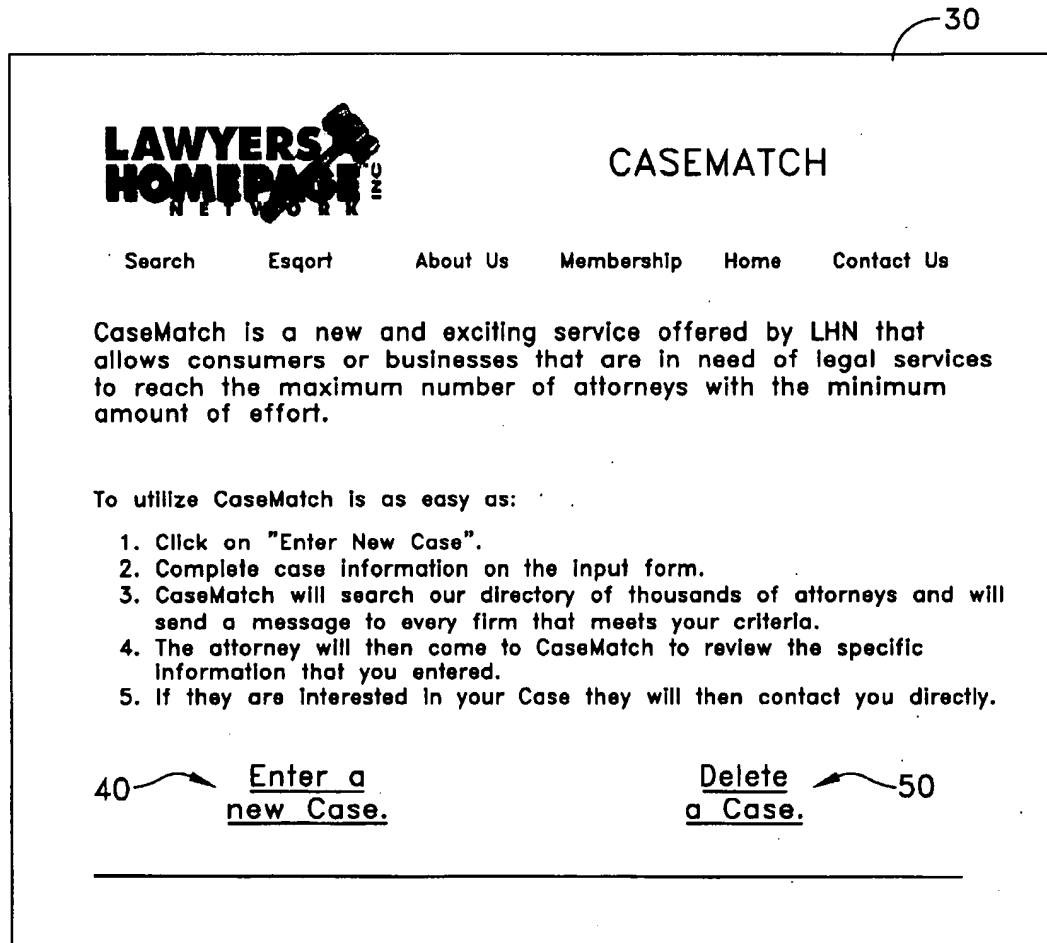 30
LAWYERS
HOMEPAGE INC
NETWORK
CASEMATCH
Search Esqort About Us Membership Home Contact Us
CaseMatch is a new and exciting service offered by LHN that
allows consumers or businesses that are in need of legal services
to reach the maximum number of attorneys with the minimum
amount of effort.
To utilize CaseMatch is as easy as:
1. Click on "Enter New Case".
2. Complete case information on the input form.
3. CaseMatch will search our directory of thousands of attorneys and will
send a message to every firm that meets your criteria.
4. The attorney will then come to CaseMatch to review the specific
information that you entered.
5. If they are interested in your Case they will then contact you directly.
40 Enter a Delete 50
new Case. a Case.